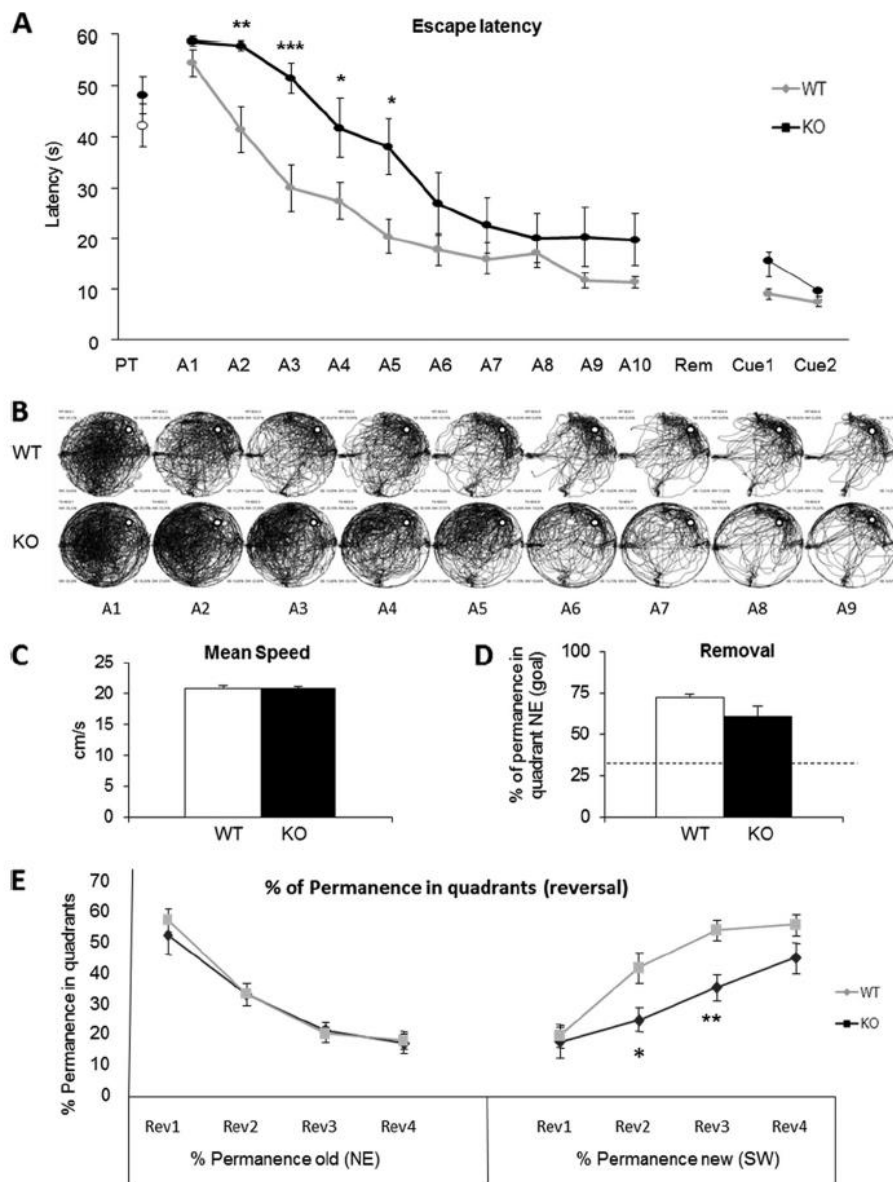 A
Escape latency
** *** * *
60
50
40
30
20
10
0
Latency (s)
WT
KO
PT A1 A2 A3 A4 A5 A6 A7 A8 A9 A10 Rem Cue1 Cue2
B
WT
KO
A1 A2 A3 A4 A5 A6 A7 A8 A9
C
Mean Speed
25
20
15
10
5
0
cm/s
WT KO
D
Removal
100
75
50
25
0
% of permanence in
quadrant NE (goal)
WT KO
E
% of Permanence in quadrants (reversal)
70
60
50
40
30
20
10
0
% Permanence in quadrants
WT
KO
* **
Rev1 Rev2 Rev3 Rev4 Rev1 Rev2 Rev3 Rev4
% Permanence old (NE) % Permanence new (SW)